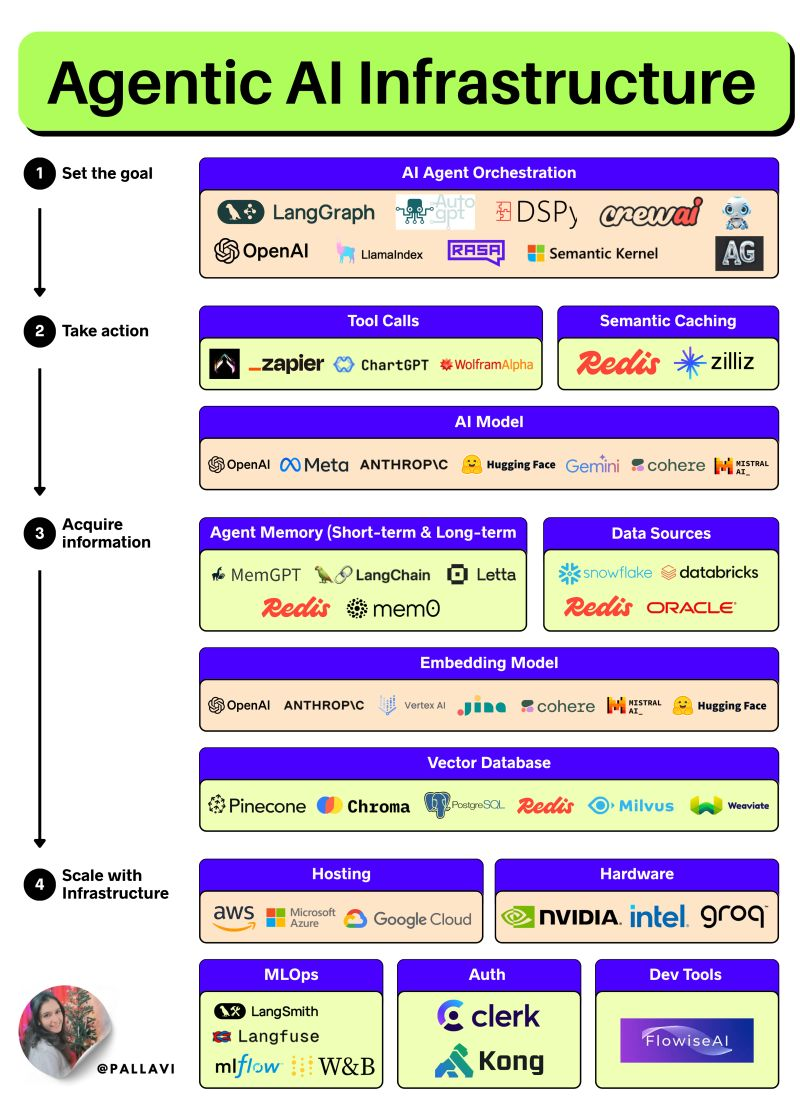 Agentic AI Infrastructure
1 Set the goal
AI Agent Orchestration
LangGraph Auto gpt DSPy crewai
OpenAI LlamaIndex RASA Semantic Kernel AG
2 Take action
Tool Calls
zapier ChartGPT WolframAlpha
Semantic Caching
Redis zilliz
AI Model
OpenAI Meta ANTHROP\C Hugging Face Gemini cohere MISTRAL AI_
3 Acquire
information
Agent Memory (Short-term & Long-term
MemGPT LangChain Letta
Redis mem0
Data Sources
snowflake databricks
Redis ORACLE
Embedding Model
OpenAI ANTHROP\C Vertex AI Jina cohere MISTRAL AI_ Hugging Face
Vector Database
Pinecone Chroma PostgreSQL Redis Milvus Weaviate
4 Scale with
Infrastructure
Hosting
aws Microsoft Azure Google Cloud
Hardware
NVIDIA. intel. groq™
MLOps
LangSmith
Langfuse
mlflow W&B
Auth
clerk
Kong
Dev Tools
FlowiseAI
@PALLAVI